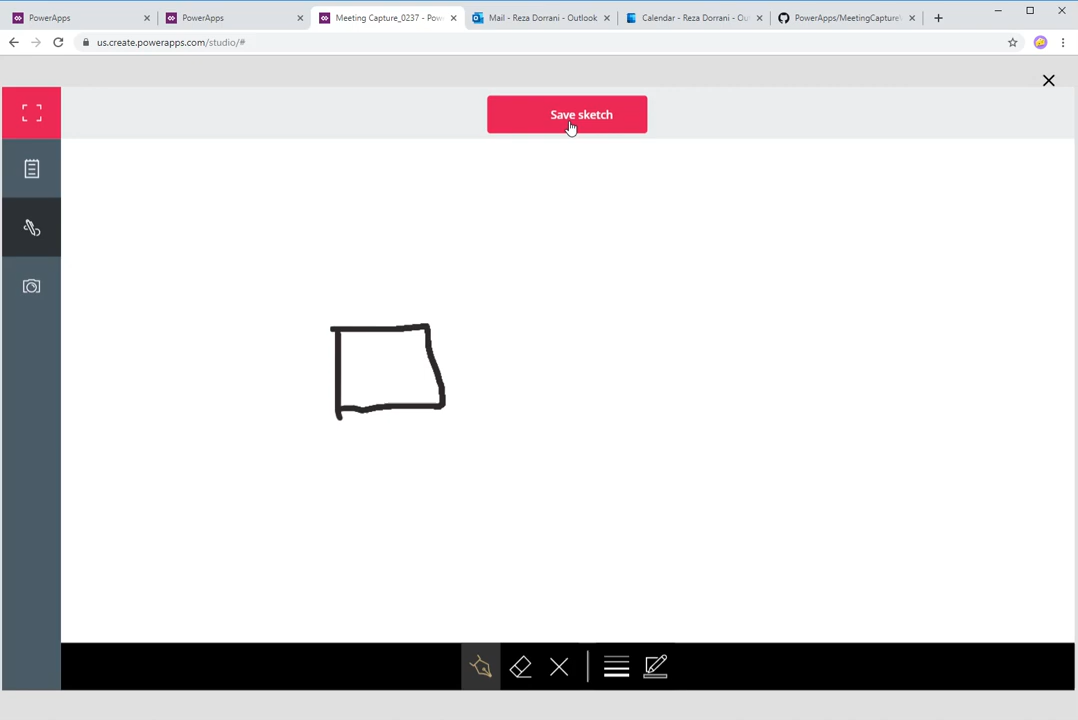 PowerApps
PowerApps
Meeting Capture_0237 - Pow
Mail - Reza Dorrani - Outlook
Calendar - Reza Dorrani - Ou
PowerApps/MeetingCapture
us.create.powerapps.com/studio/#
Save sketch